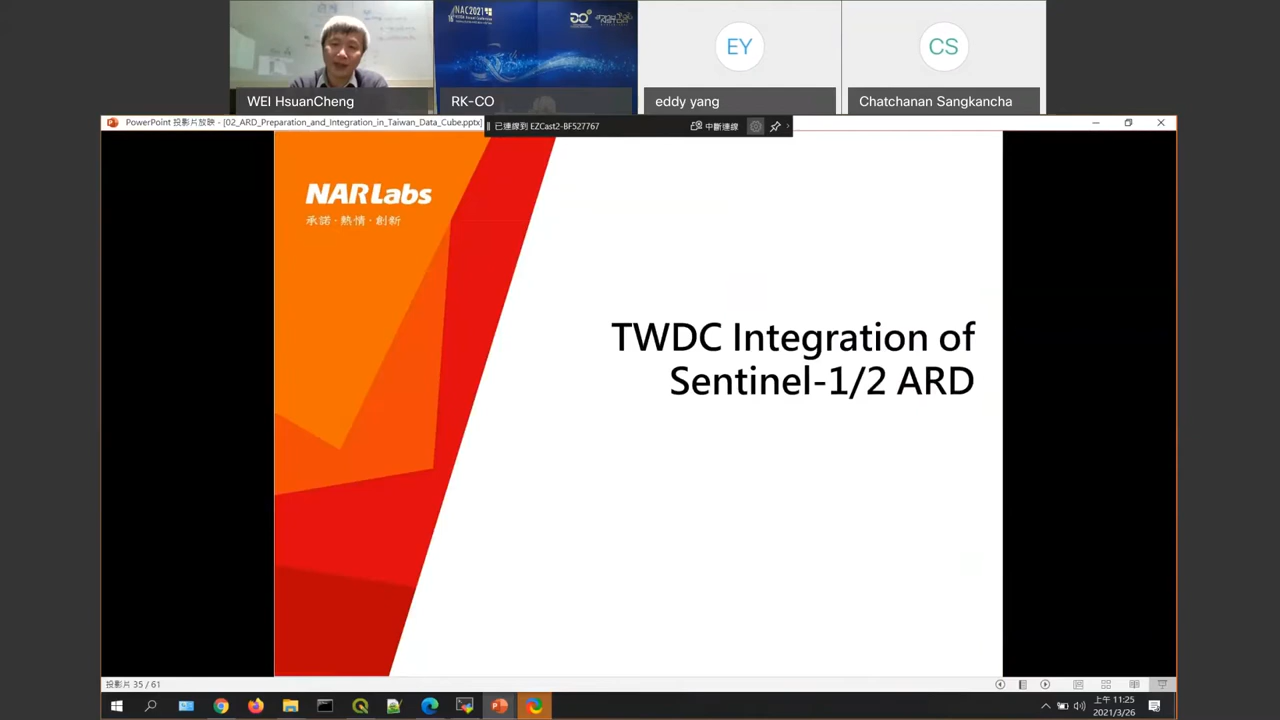 NAC2021
EY
CS
WEI HsuanCheng
RK-CO
eddy yang
Chatchanan Sangkancha
PowerPoint 投影片放映 - [02_ARD_Preparation_and_Integration_in_Taiwan_Data_Cube.pptx]
已連線到 EZCast2-BF527767
中斷連線
NARLabs
承諾·熱情·創新
TWDC Integration of
Sentinel-1/2 ARD
投影片 35 / 61
上午 11:25
2021/3/26